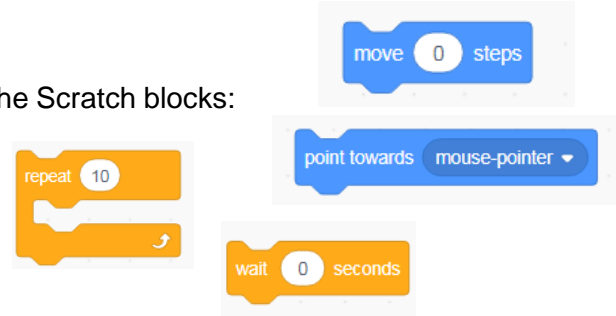 move 0 steps
he Scratch blocks:
point towards mouse-pointer
repeat 10
wait 0 seconds